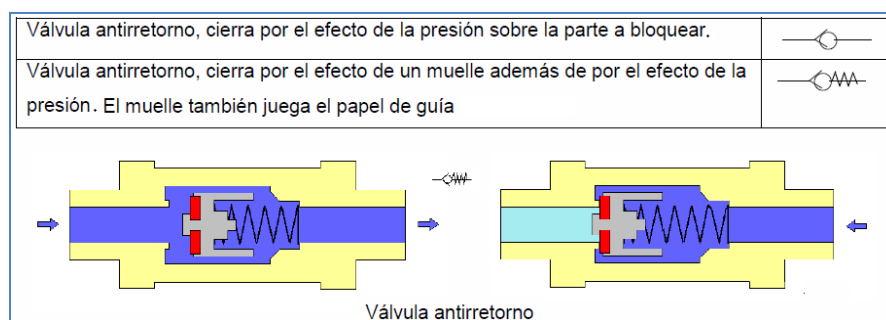 Válvula antirretorno, cierra por el efecto de la presión sobre la parte a bloquear.
Válvula antirretorno, cierra por el efecto de un muelle además de por el efecto de la
presión. El muelle también juega el papel de guía
Válvula antirretorno